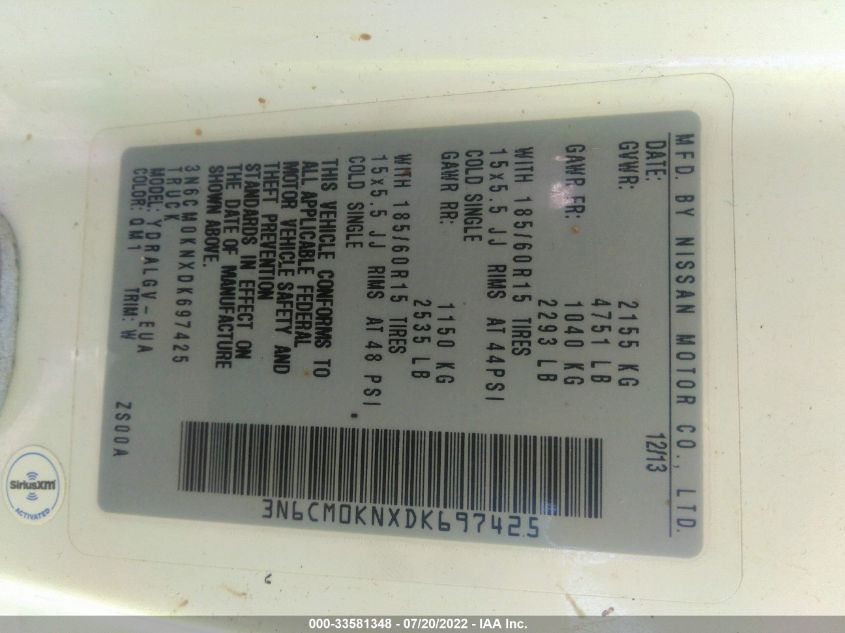 MFD. BY NISSAN MOTOR CO., LTD.
DATE: 12/13
GVWR: 2155 KG
4751 LB
GAWR FR: 1040 KG
2293 LB
WITH 185/60R15 TIRES
15x5.5 JJ RIMS AT 44PSI
COLD SINGLE
GAWR RR: 1150 KG
2535 LB
WITH 185/60R15 TIRES
15x5.5 JJ RIMS AT 48 PSI
COLD SINGLE
THIS VEHICLE CONFORMS TO
ALL APPLICABLE FEDERAL
MOTOR VEHICLE SAFETY AND
THEFT PREVENTION
STANDARDS IN EFFECT ON
THE DATE OF MANUFACTURE
SHOWN ABOVE.
3N6CM0KNXDK697425
TRUCK
MODEL: YDRALGV-EUA
COLOR: QM1 TRIM: W
ZS00A
3N6CM0KNXDK697425
SiriusXM
ACTIVATED
000-33581348 - 07/20/2022 - IAA Inc.